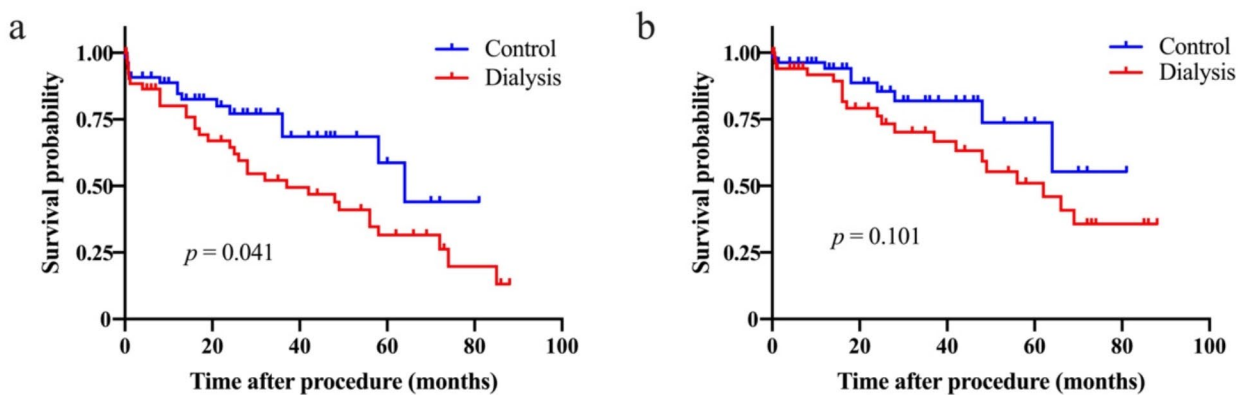 a
Survival probability
1.00
0.75
0.50
0.25
0
Control
Dialysis
p = 0.041
0 20 40 60 80 100
Time after procedure (months)
b
Survival probability
1.00
0.75
0.50
0.25
0
Control
Dialysis
p = 0.101
0 20 40 60 80 100
Time after procedure (months)